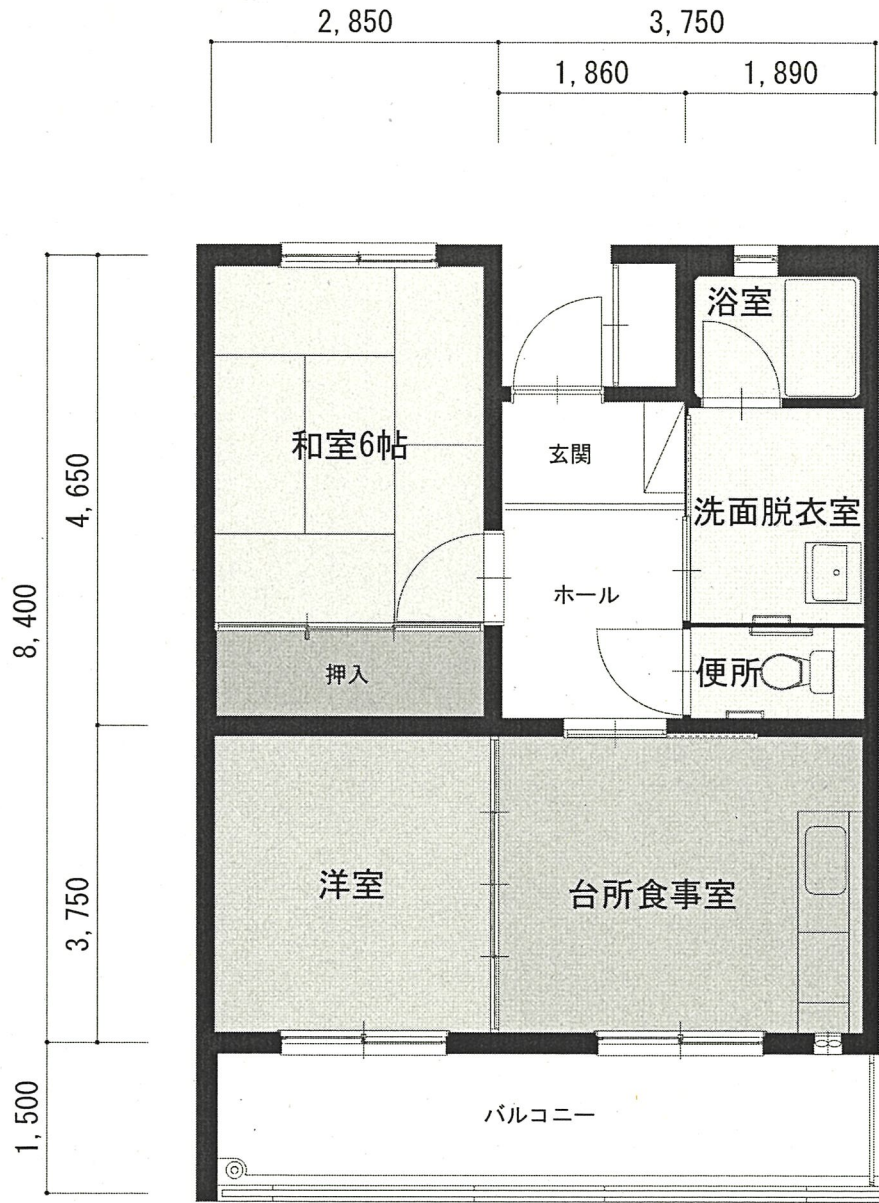 2,850
3,750
1,860
1,890
浴室
和室6帖
玄関
4,650
洗面脱衣室
8,400
ホール
押入
便所
洋室
台所食事室
3,750
バルコニー
1,500